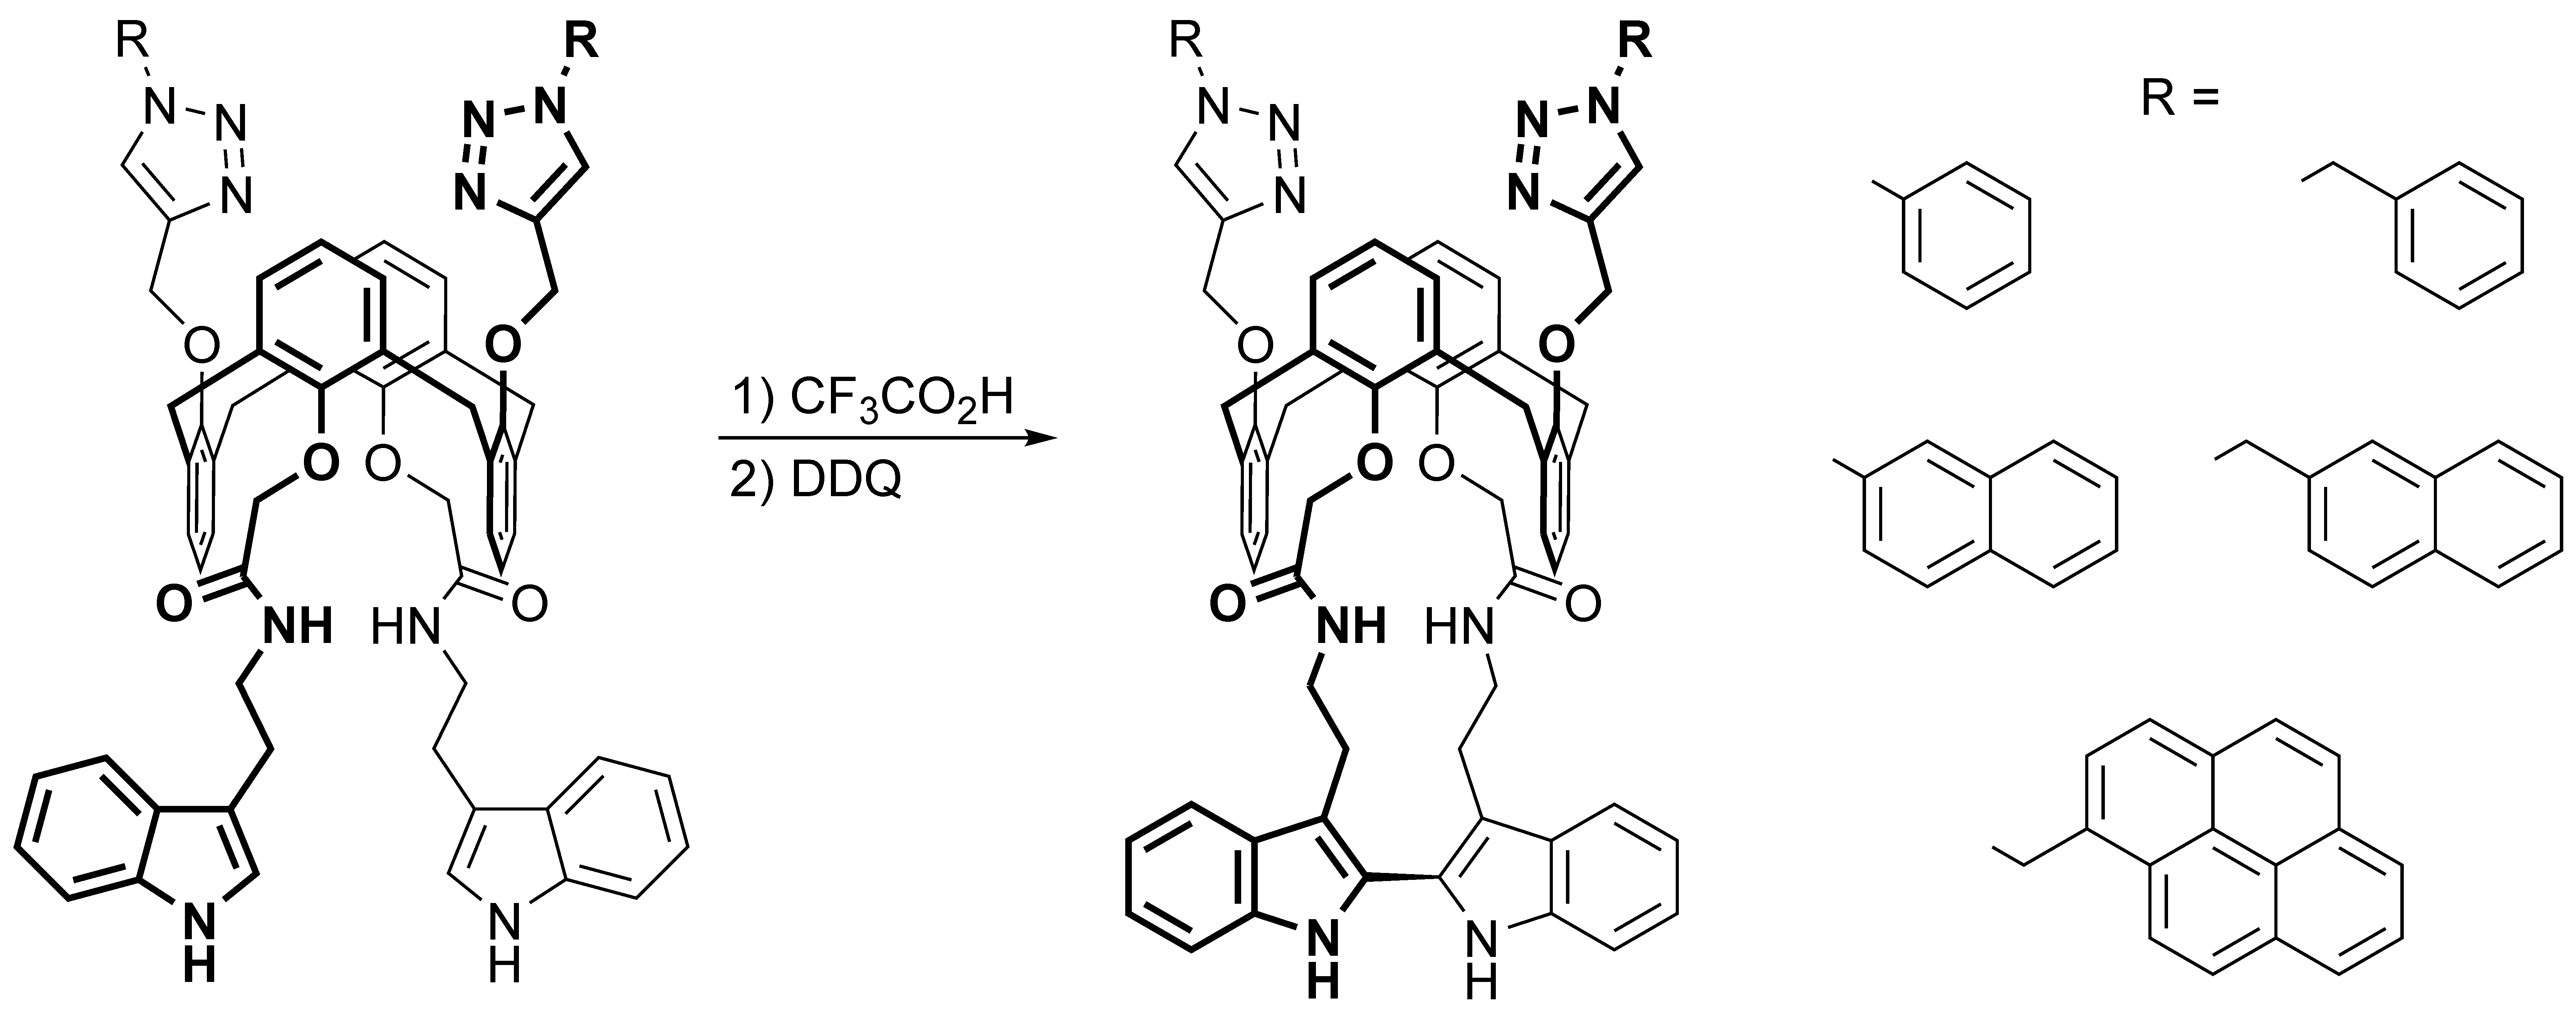 R R R R R =
N N N N N N N N
N N N N
O O O O
1) CF₃CO₂H
O O O O
2) DDQ
O O O O
NH HN NH HN
N N N N
H H H H